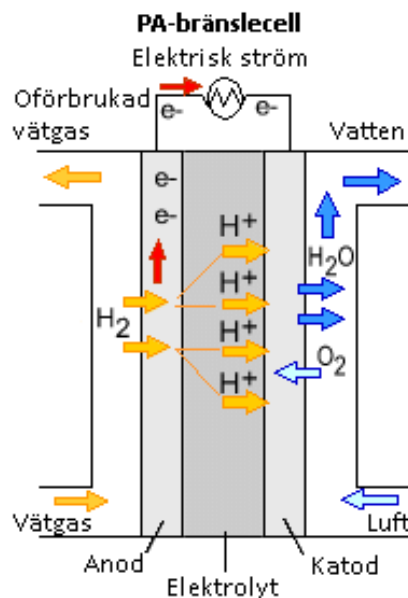 PA-bränslecell
Elektrisk ström
Oförbrukad
vätgas
e-
e-
Vatten
e-
e-
H+
H2O
H+
H2
H+
O2
H+
Vätgas
Luft
Anod
Katod
Elektrolyt